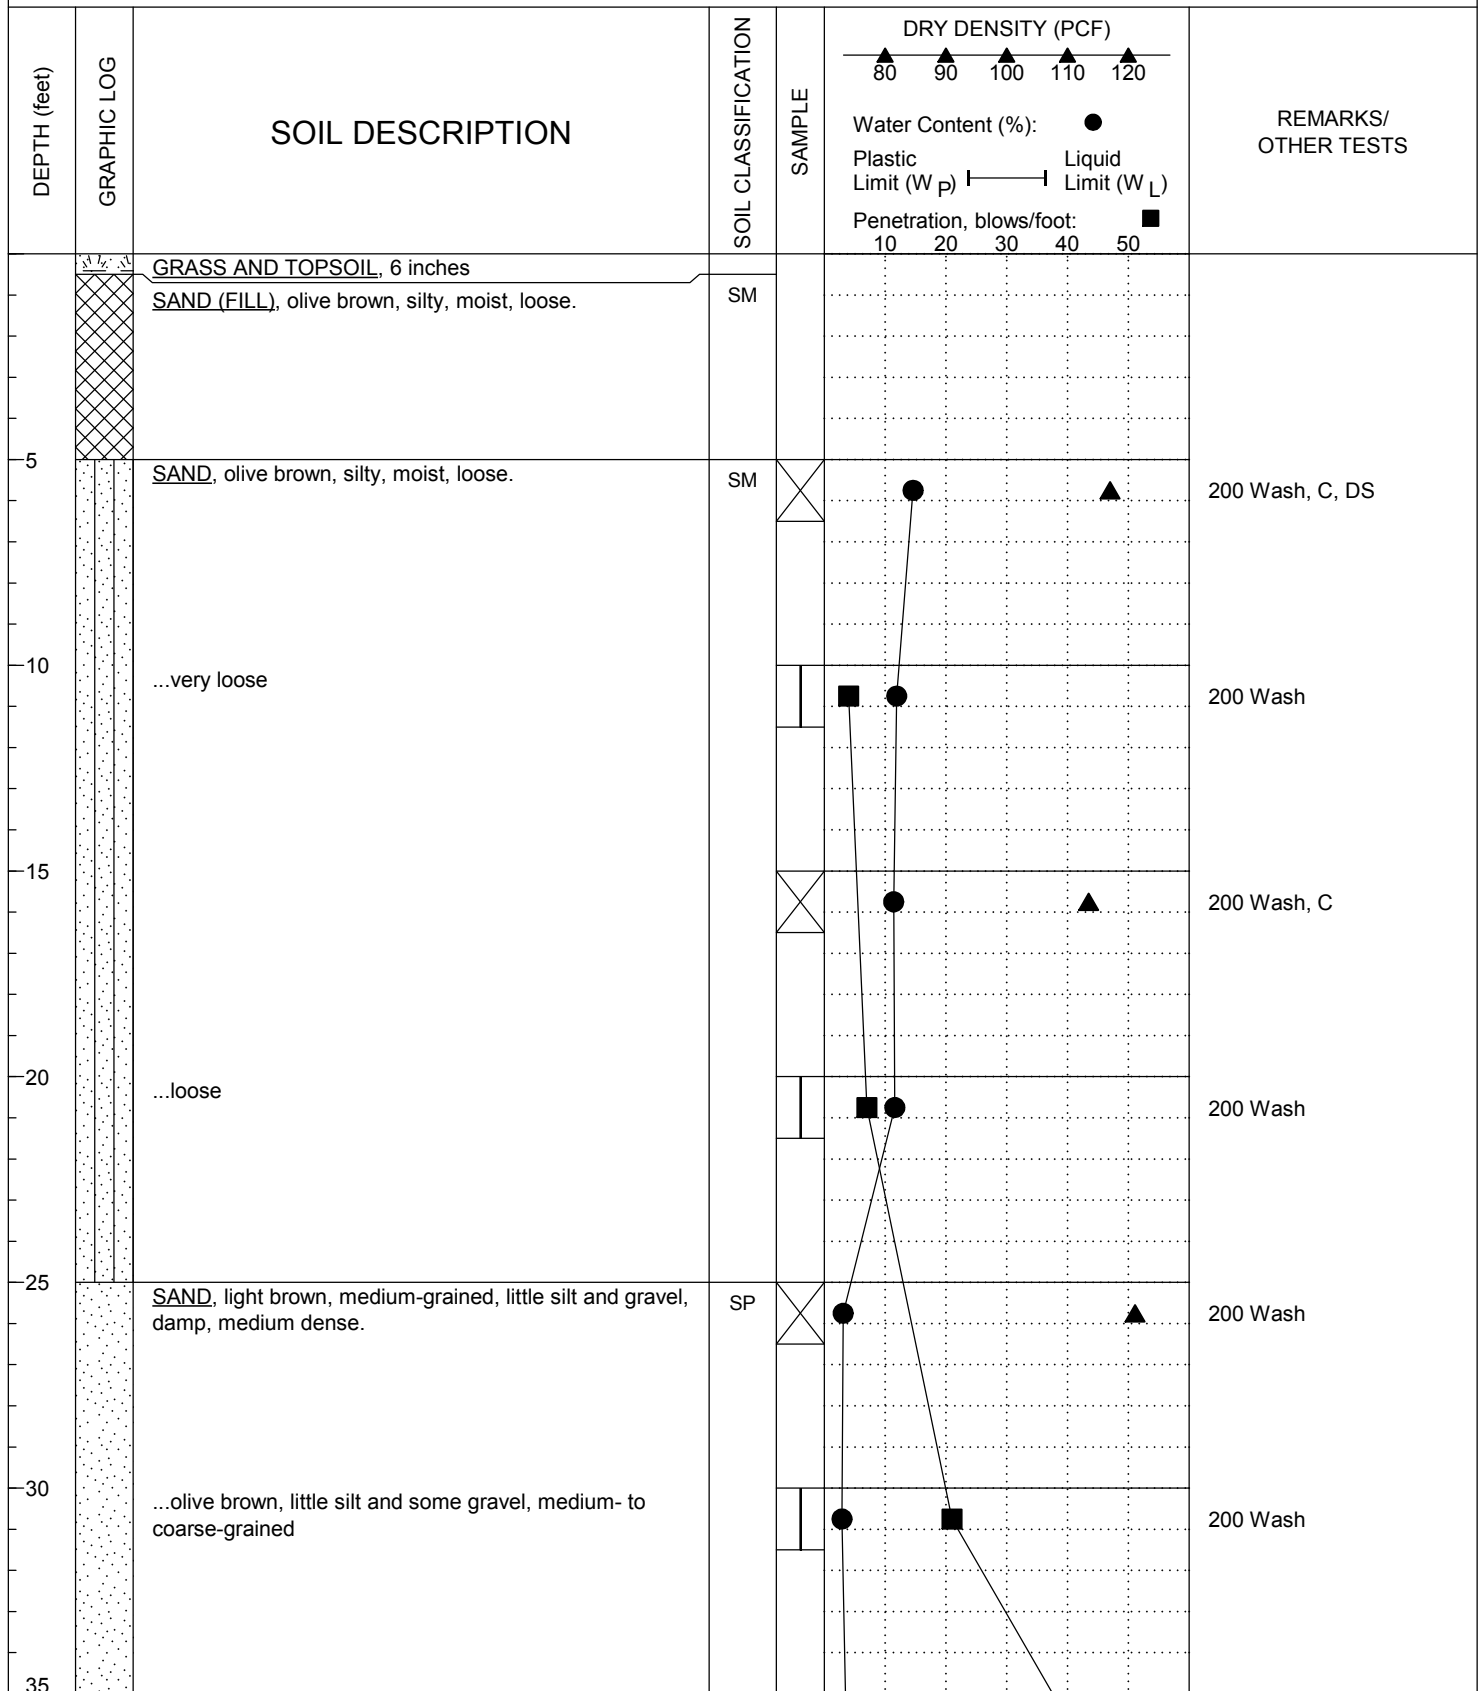 DEPTH (feet)
GRAPHIC LOG
SOIL DESCRIPTION
SOIL CLASSIFICATION
SAMPLE
DRY DENSITY (PCF)
80 90 100 110 120
Water Content (%):
Plastic Limit (W P)
Liquid Limit (W L)
Penetration, blows/foot:
10 20 30 40 50
REMARKS/
OTHER TESTS
GRASS AND TOPSOIL, 6 inches
SAND (FILL), olive brown, silty, moist, loose.
SM
5
SAND, olive brown, silty, moist, loose.
SM
200 Wash, C, DS
10
...very loose
200 Wash
15
200 Wash, C
20
...loose
200 Wash
25
SAND, light brown, medium-grained, little silt and gravel,
damp, medium dense.
SP
200 Wash
30
...olive brown, little silt and some gravel, medium- to
coarse-grained
200 Wash
35